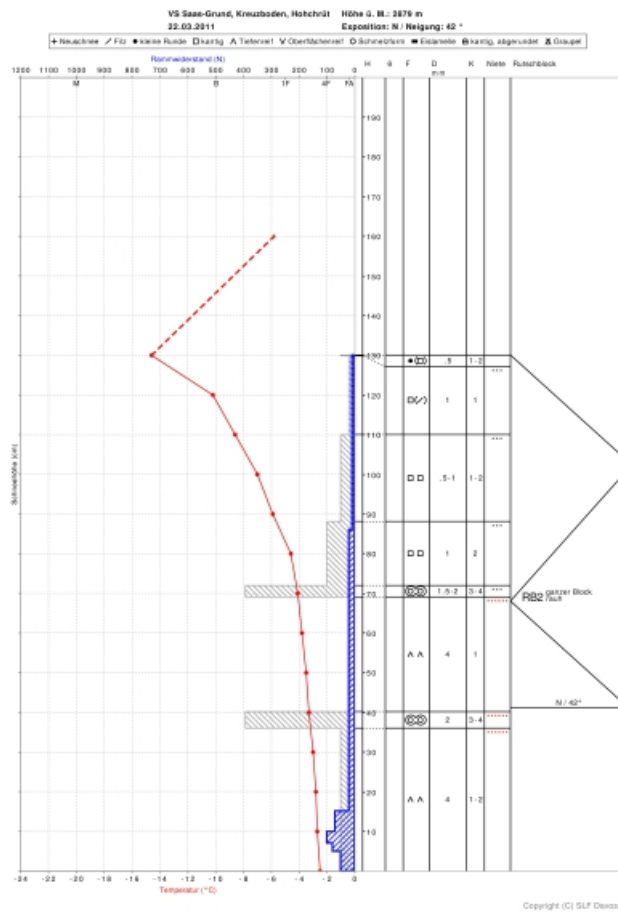 VS Saas-Grund, Kreuzboden, Hohchrüt Höhe ü. M.: 2879 m
22.03.2011 Exposition: N / Neigung: 42 °
Neuschnee Filz kleine Runde kantig Tiefenreif Oberflächenreif Schmelzform Eislamelle kantig, abgerundet Graupel
Rammwiderstand (N) H θ F D K Niete Rutschblock
mm
1200 1100 1000 900 800 700 600 500 400 300 200 100 0
M B 1F 4F FA
190
180
170
160
150
140
130 .5 1-2
120 1 1
110
100 .5-1 1-2
90
80 1 2
70 1.5-2 3-4
RB2 ganzer Block
rauh
60
50 4 1
40 2 3-4
N / 42°
30
20 4 1-2
10
Schneehöhe (cm)
-24 -22 -20 -18 -16 -14 -12 -10 -8 -6 -4 -2 0
Temperatur (°C)
Copyright (C) SLF Davos